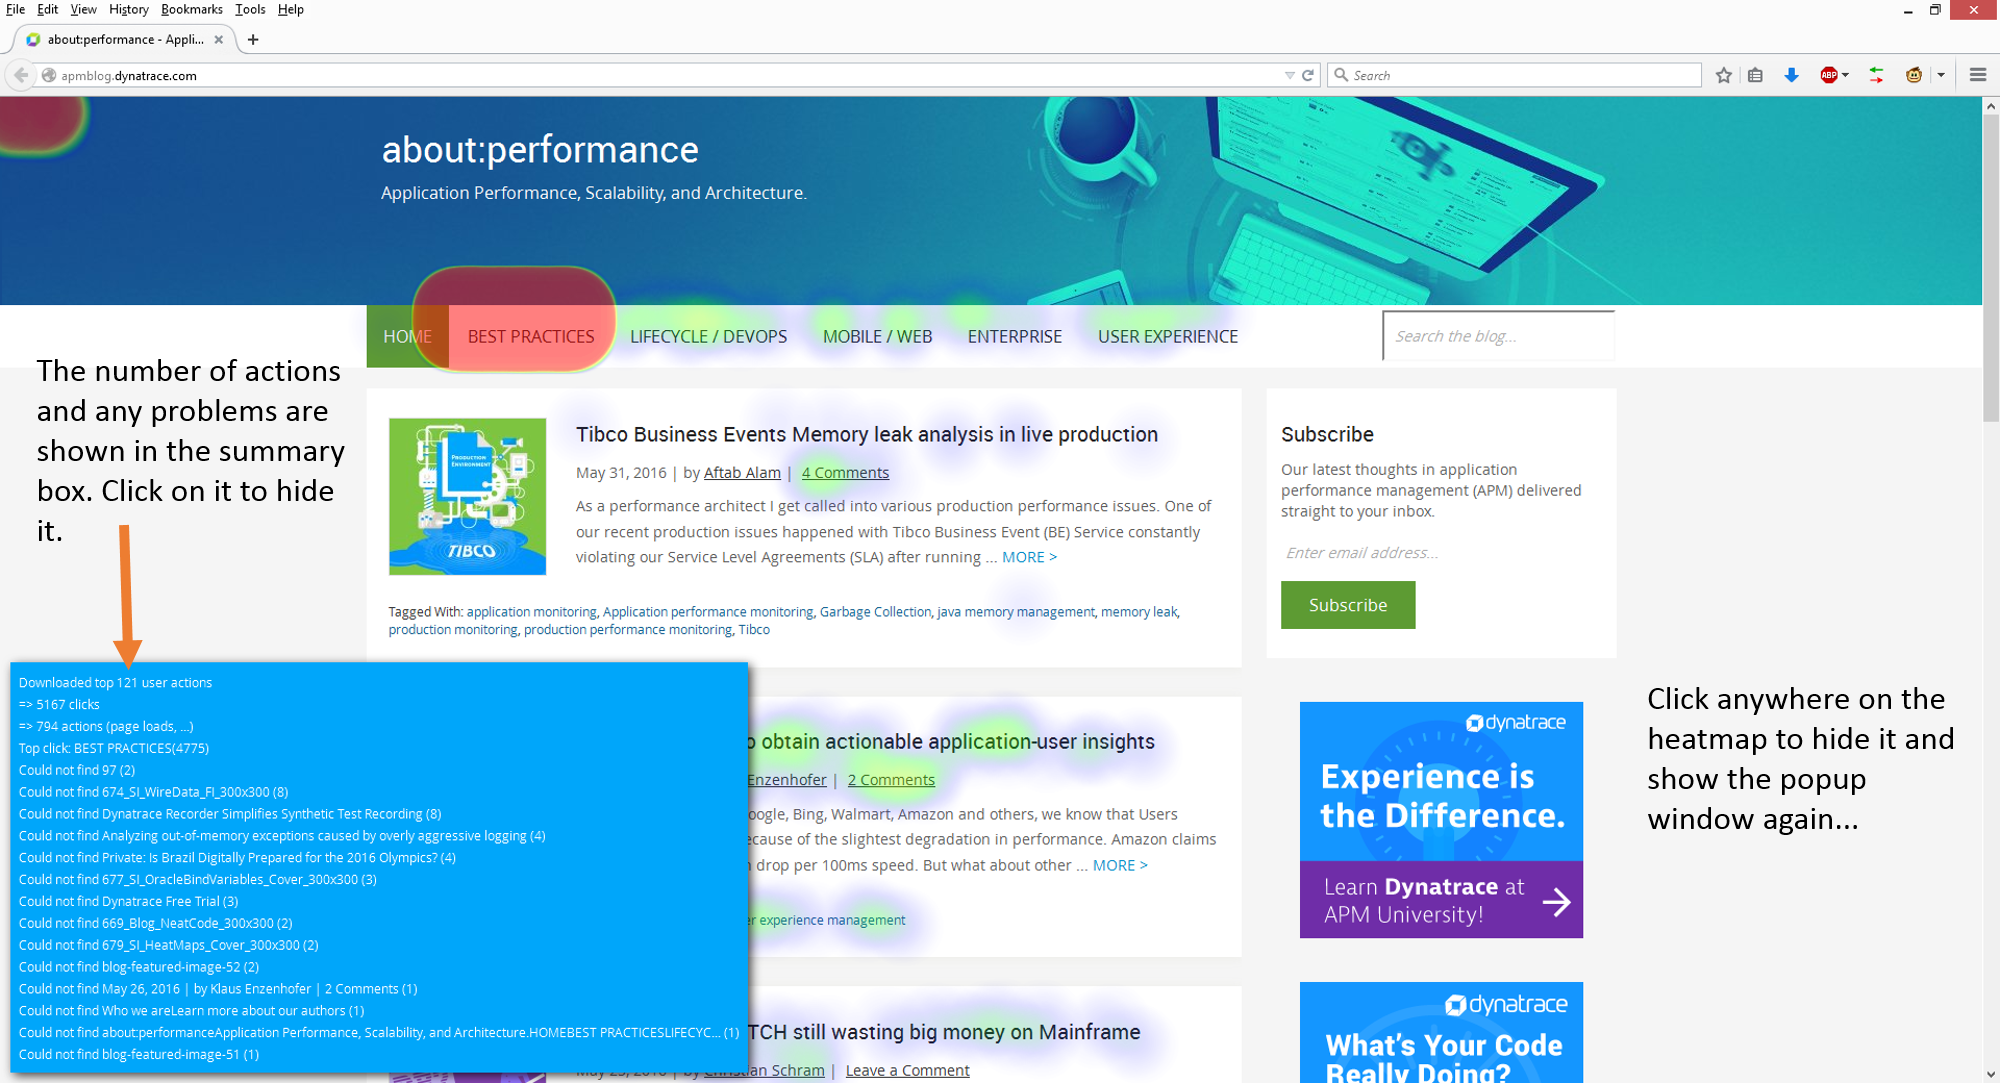 File Edit View History Bookmarks Tools Help
about:performance - Appli...
apmblog.dynatrace.com
Search
ABP
about:performance
Application Performance, Scalability, and Architecture.
HOME BEST PRACTICES LIFECYCLE / DEVOPS MOBILE / WEB ENTERPRISE USER EXPERIENCE
Search the blog...
The number of actions
and any problems are
shown in the summary
box. Click on it to hide
it.
PRODUCTION
ENVIRONMENT
TIBCO
Tibco Business Events Memory leak analysis in live production
May 31, 2016 | by Aftab Alam | 4 Comments
As a performance architect I get called into various production performance issues. One of
our recent production issues happened with Tibco Business Event (BE) Service constantly
violating our Service Level Agreements (SLA) after running ... MORE >
Tagged With: application monitoring, Application performance monitoring, Garbage Collection, java memory management, memory leak,
production monitoring, production performance monitoring, Tibco
Subscribe
Our latest thoughts in application
performance management (APM) delivered
straight to your inbox.
Enter email address...
Subscribe
Downloaded top 121 user actions
=> 5167 clicks
=> 794 actions (page loads, ...)
Top click: BEST PRACTICES(4775)
Could not find 97 (2)
Could not find 674_SI_WireData_FI_300x300 (8)
Could not find Dynatrace Recorder Simplifies Synthetic Test Recording (8)
Could not find Analyzing out-of-memory exceptions caused by overly aggressive logging (4)
Could not find Private: Is Brazil Digitally Prepared for the 2016 Olympics? (4)
Could not find 677_SI_OracleBindVariables_Cover_300x300 (3)
Could not find Dynatrace Free Trial (3)
Could not find 669_Blog_NeatCode_300x300 (2)
Could not find 679_SI_HeatMaps_Cover_300x300 (2)
Could not find blog-featured-image-52 (2)
Could not find May 26, 2016 | by Klaus Enzenhofer | 2 Comments (1)
Could not find Who we areLearn more about our authors (1)
Could not find about:performanceApplication Performance, Scalability, and Architecture.HOMEBEST PRACTICESLIFECYC... (1)
Could not find blog-featured-image-51 (1)
o obtain actionable application-user insights
Enzenhofer | 2 Comments
oogle, Bing, Walmart, Amazon and others, we know that Users
ecause of the slightest degradation in performance. Amazon claims
drop per 100ms speed. But what about other ... MORE >
er experience management
TCH still wasting big money on Mainframe
May 25, 2016 | by Christian Schram | Leave a Comment
dynatrace
Experience is
the Difference.
Learn Dynatrace at
APM University!
dynatrace
What's Your Code
Really Doing?
Click anywhere on the
heatmap to hide it and
show the popup
window again...